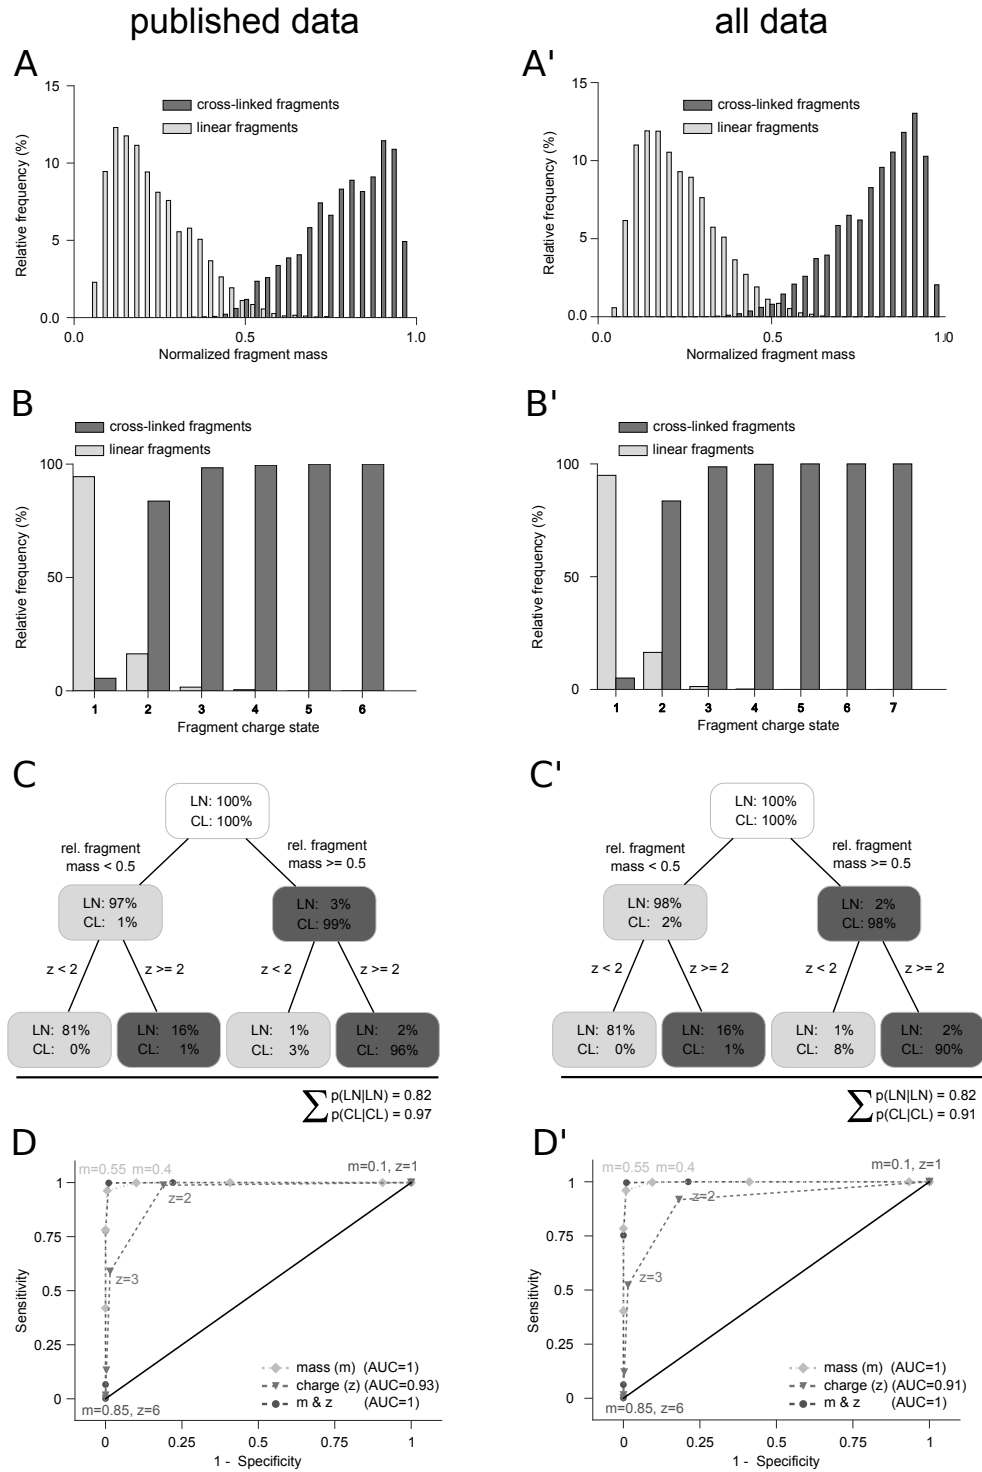 published data
all data
A
15
10
5
0.0
Relative frequency (%)
cross-linked fragments
linear fragments
0.0
0.5
1.0
Normalized fragment mass
A'
15
10
5
0.0
Relative frequency (%)
cross-linked fragments
linear fragments
0.0
0.5
1.0
Normalized fragment mass
B
cross-linked fragments
linear fragments
100
50
0
Relative frequency (%)
1 2 3 4 5 6
Fragment charge state
B'
cross-linked fragments
linear fragments
100
50
0
Relative frequency (%)
1 2 3 4 5 6 7
Fragment charge state
C
LN: 100%
CL: 100%
rel. fragment
mass < 0.5
rel. fragment
mass >= 0.5
LN: 97%
CL: 1%
LN: 3%
CL: 99%
z < 2
z >= 2
z < 2
z >= 2
LN: 81%
CL: 0%
LN: 16%
CL: 1%
LN: 1%
CL: 3%
LN: 2%
CL: 96%
∑ p(LN|LN) = 0.82
p(CL|CL) = 0.97
C'
LN: 100%
CL: 100%
rel. fragment
mass < 0.5
rel. fragment
mass >= 0.5
LN: 98%
CL: 2%
LN: 2%
CL: 98%
z < 2
z >= 2
z < 2
z >= 2
LN: 81%
CL: 0%
LN: 16%
CL: 1%
LN: 1%
CL: 8%
LN: 2%
CL: 90%
∑ p(LN|LN) = 0.82
p(CL|CL) = 0.91
D
m=0.55 m=0.4
m=0.1, z=1
z=2
z=3
m=0.85, z=6
1
0.75
0.5
0.25
0
Sensitivity
mass (m) (AUC=1)
charge (z) (AUC=0.93)
m & z (AUC=1)
0 0.25 0.5 0.75 1
1 - Specificity
D'
m=0.55 m=0.4
m=0.1, z=1
z=2
z=3
m=0.85, z=6
1
0.75
0.5
0.25
0
Sensitivity
mass (m) (AUC=1)
charge (z) (AUC=0.91)
m & z (AUC=1)
0 0.25 0.5 0.75 1
1 - Specificity